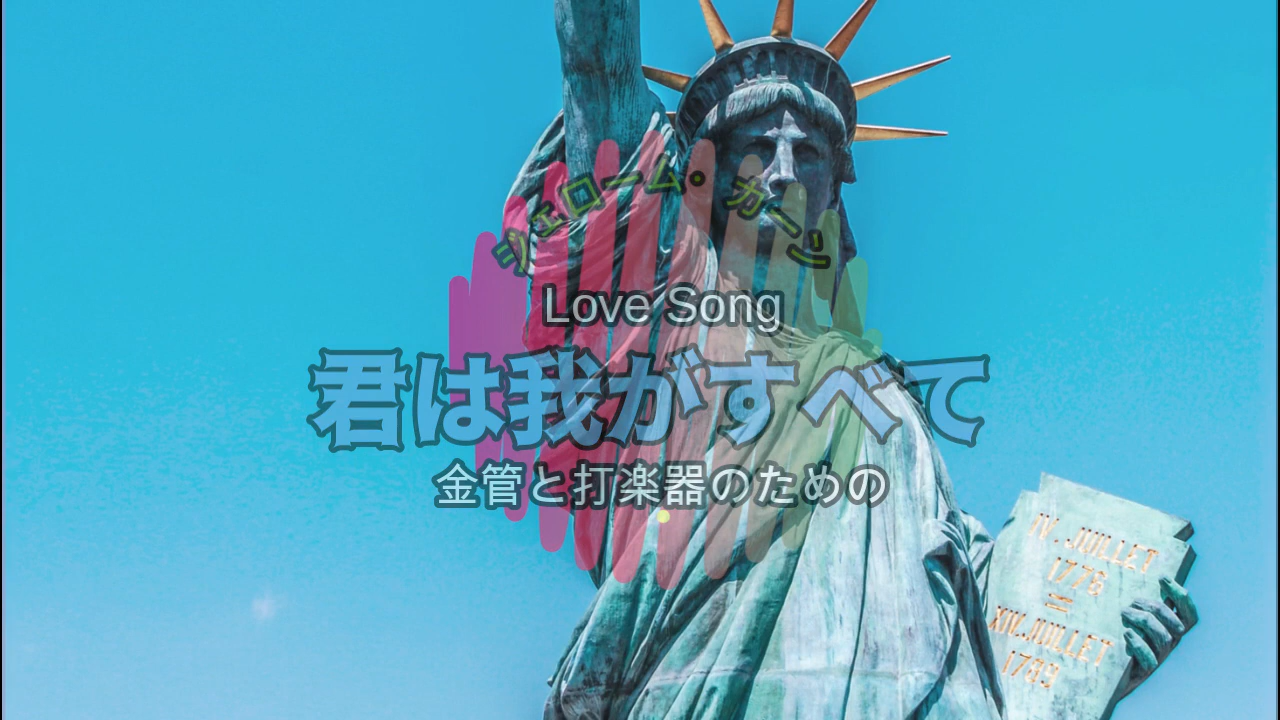 ジェローム・カーン
Love Song
君は我がすべて
金管と打楽器のための
IV. JUILLET
1776
=
XIV. JUILLET
1789